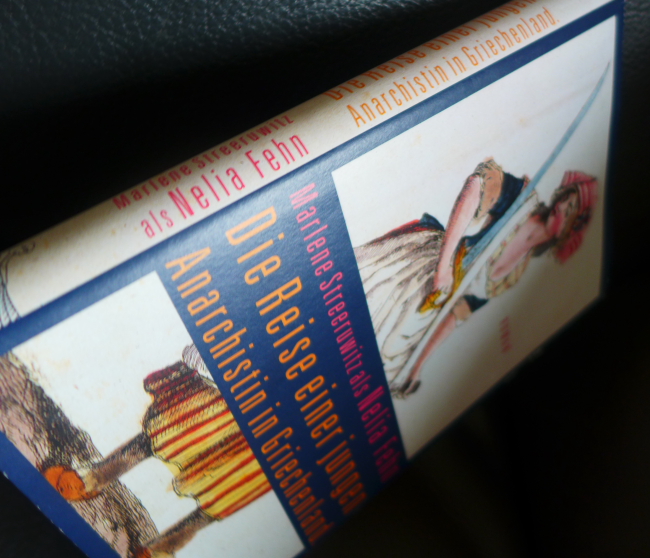 Marlene Streeruwitz
als Nelia Fehn
Die Reise einer jungen
Anarchistin in Griechenland.
Marlene Streeruwitz als Nelia Fehn
Die Reise einer jungen
Anarchistin in Griechenland.